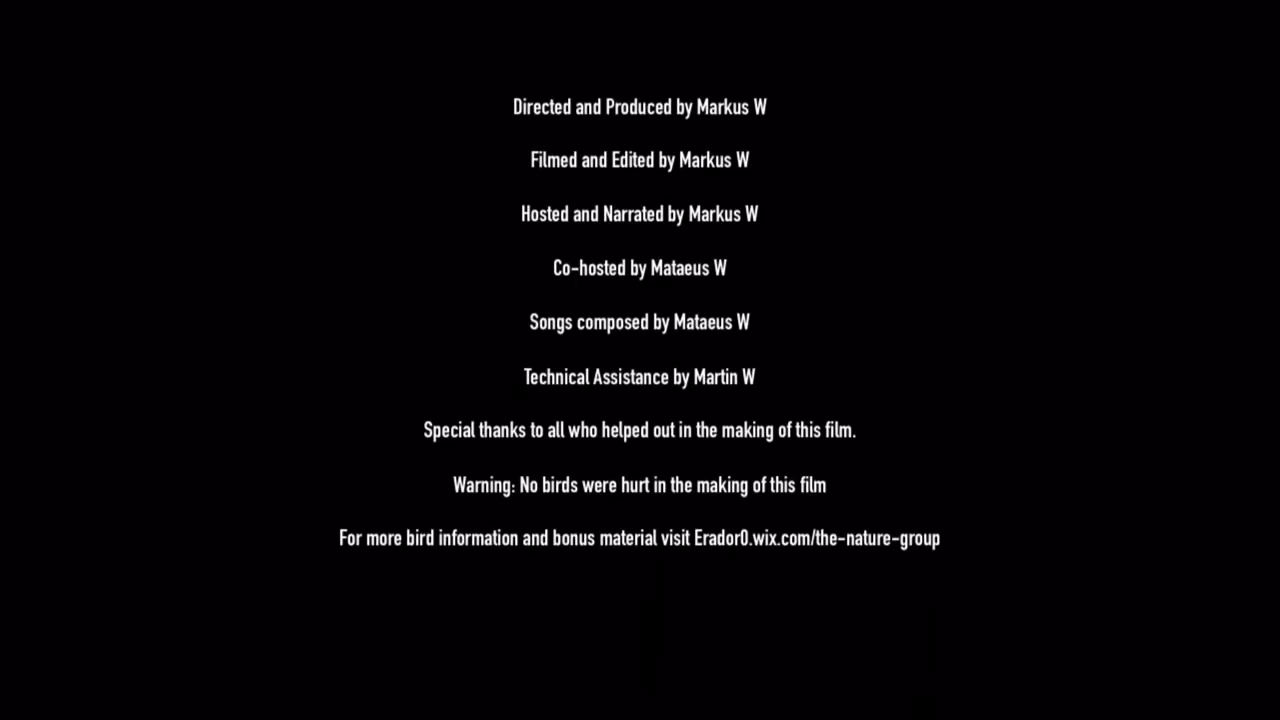 Directed and Produced by Markus W
Filmed and Edited by Markus W
Hosted and Narrated by Markus W
Co-hosted by Mataeus W
Songs composed by Mataeus W
Technical Assistance by Martin W
Special thanks to all who helped out in the making of this film.
Warning: No birds were hurt in the making of this film
For more bird information and bonus material visit Erador0.wix.com/the-nature-group